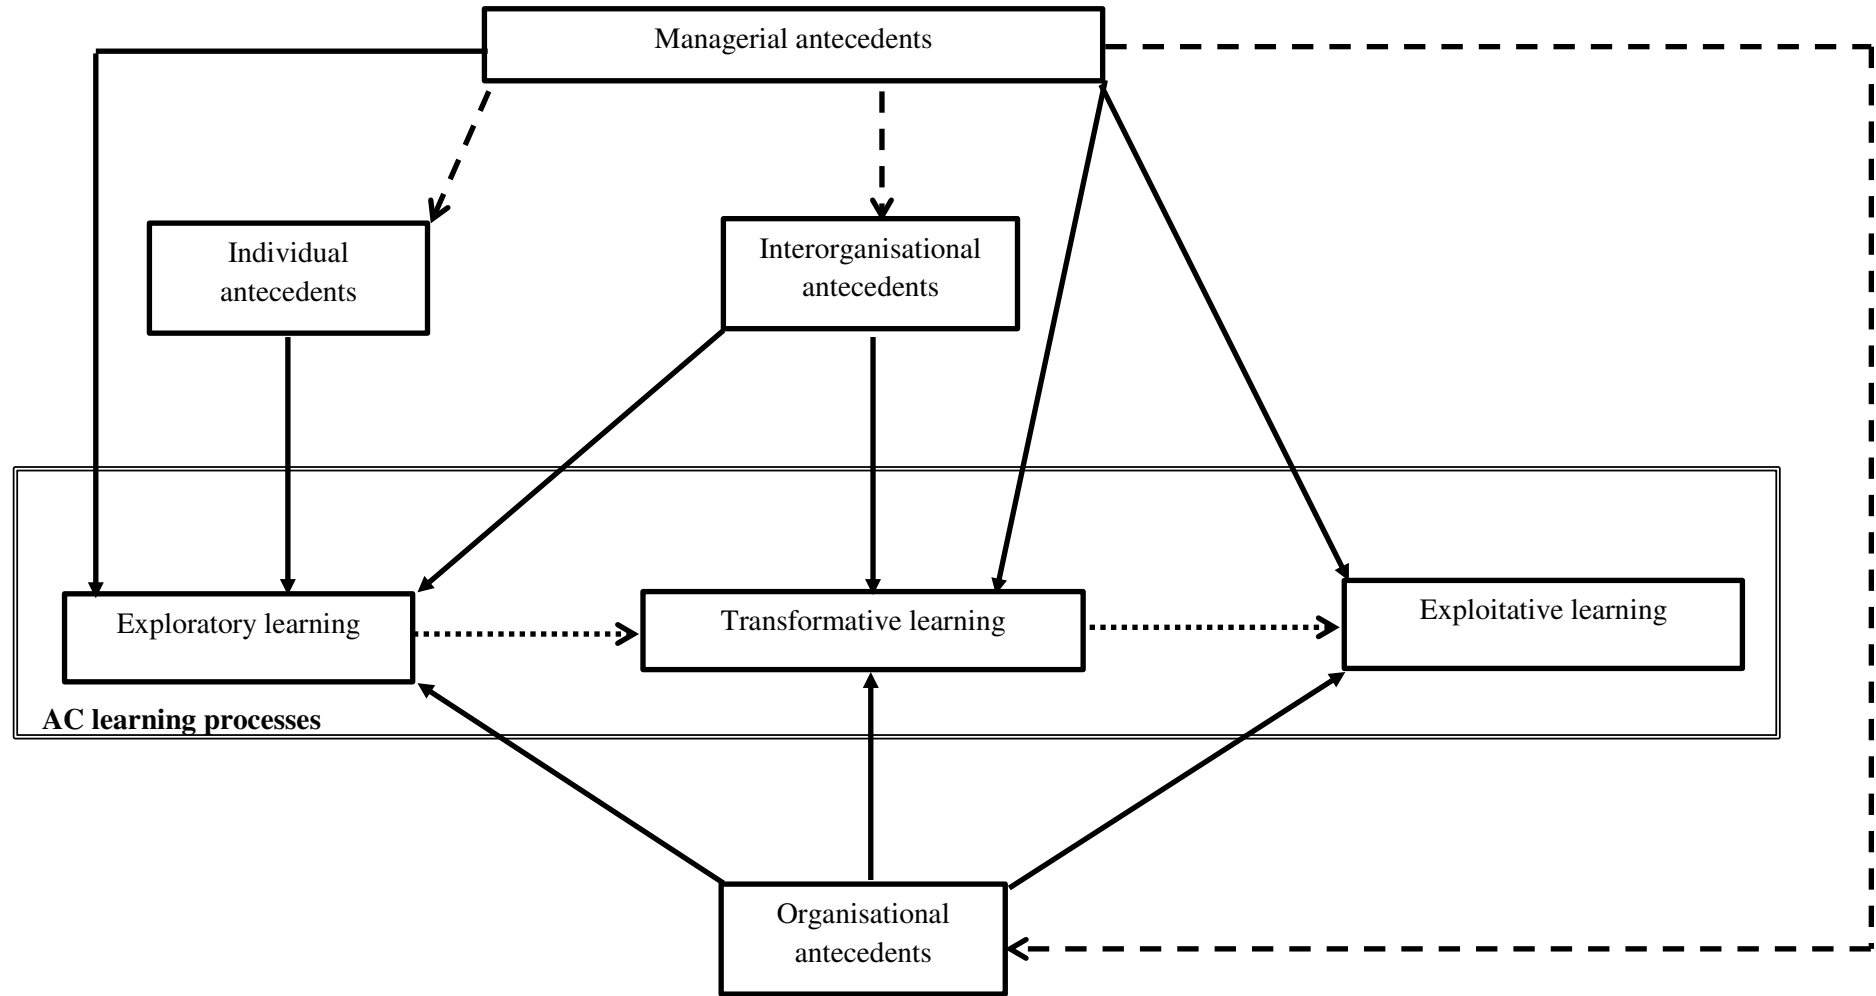 Managerial antecedents
Individual
antecedents
Interorganisational
antecedents
Exploratory learning
Transformative learning
Exploitative learning
AC learning processes
Organisational
antecedents